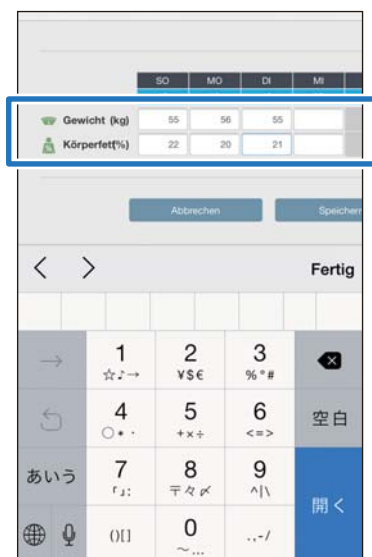 SO MO DI MI
Gewicht (kg) 55 56 55
Körperfett(%) 22 20 21
Abbrechen Speichern
Fertig
→ 1 2 3
☆♪→ ¥$€ %°#
4 5 6 空白
○*・ +×÷ <=>
あいう 7 8 9
「」: 〒々〆 ^|\
開く
()[] 0 .,-/
~…